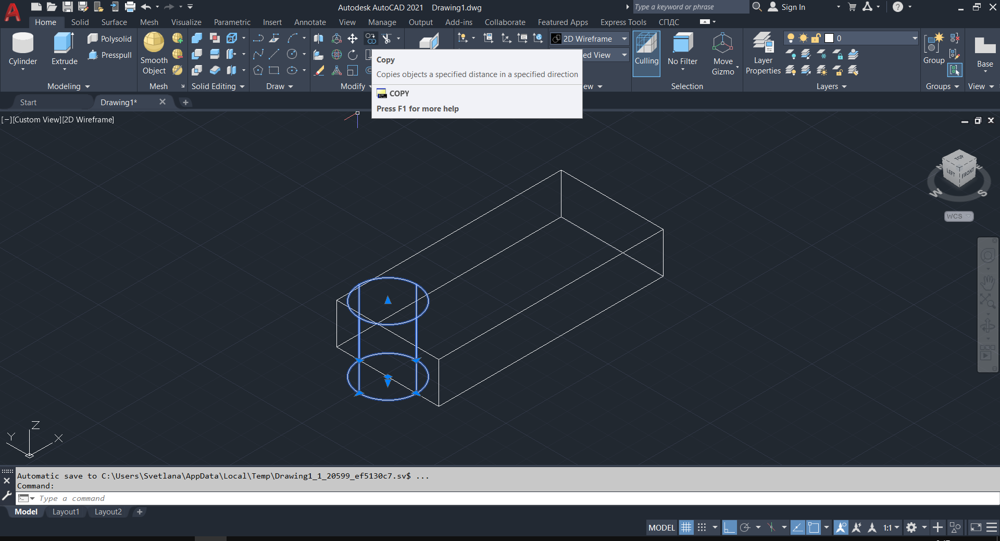 Autodesk AutoCAD 2021 Drawing1.dwg
Type a keyword or phrase
Sign In
Home Solid Surface Mesh Visualize Parametric Insert Annotate View Manage Output Add-ins Collaborate Featured Apps Express Tools СПДС
Cylinder
Extrude
Polysolid
Presspull
Modeling
Smooth
Object
Mesh
Solid Editing
Draw
Modify
2D Wireframe
ed View
ew
Culling
No Filter
Move
Gizmo
Selection
Layer
Properties
0
Layers
Group
Groups
Base
View
Copy
Copies objects a specified distance in a specified direction
COPY
Press F1 for more help
Start
Drawing1*
[−][Custom View][2D Wireframe]
TOP
LEFT
FRONT
N
E
W
S
WCS
Z
Y
X
Automatic save to C:\Users\Svetlana\AppData\Local\Temp\Drawing1_1_20599_ef5130c7.sv$ ...
Command:
Type a command
Model Layout1 Layout2
MODEL
1:1